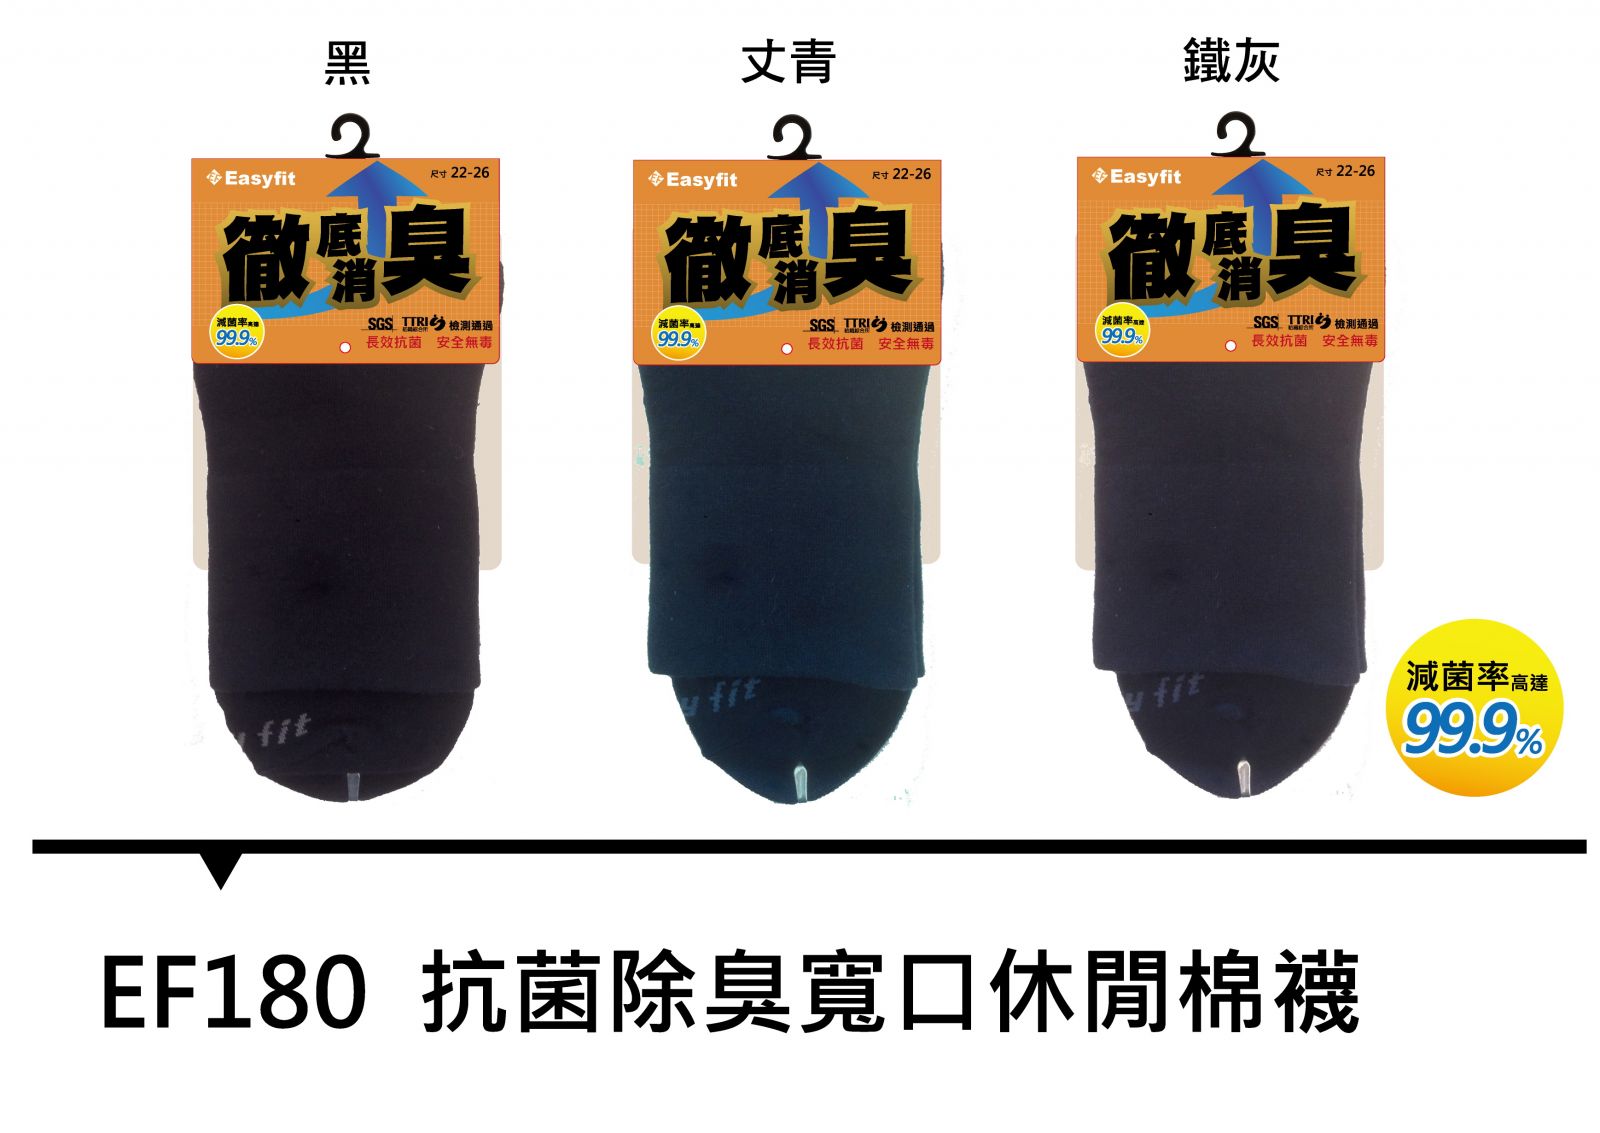 黑
丈青
鐵灰
Easyfit
尺寸 22-26
徹底消臭
減菌率高達
99.9%
SGS TTRI 檢測通過
長效抗菌 安全無毒
fit
Easyfit
尺寸 22-26
徹底消臭
減菌率高達
99.9%
SGS TTRI 檢測通過
長效抗菌 安全無毒
y fit
Easyfit
尺寸 22-26
徹底消臭
減菌率高達
99.9%
SGS TTRI 檢測通過
長效抗菌 安全無毒
y fit
減菌率高達
99.9%
EF180 抗菌除臭寬口休閒棉襪